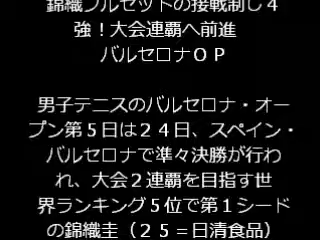 錦織フルセットの接戦制し4
強！大会連覇へ前進
バルセロナＯＰ
男子テニスのバルセロナ・オー
プン第５日は２４日、スペイン・
バルセロナで準々決勝が行わ
れ、大会２連覇を目指す世
界ランキング５位で第１シード
の錦織圭（２５＝日清食品）